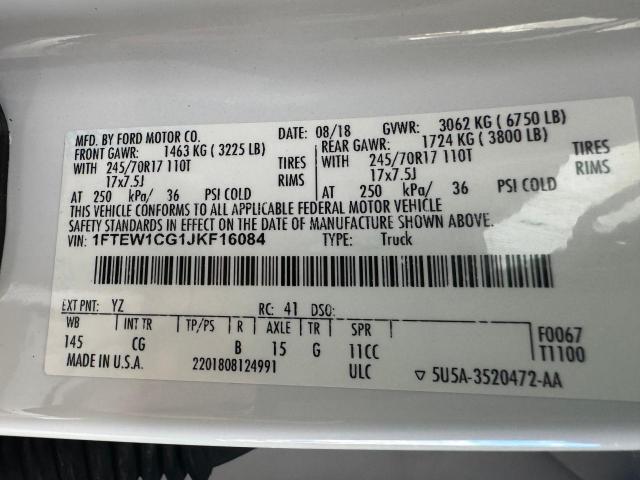 MFD. BY FORD MOTOR CO.
DATE: 08/18 GVWR: 3062 KG ( 6750 LB)
FRONT GAWR: 1463 KG ( 3225 LB)
REAR GAWR: 1724 KG ( 3800 LB)
WITH 245/70R17 110T TIRES
WITH 245/70R17 110T TIRES
17x7.5J RIMS
17x7.5J RIMS
AT 250 kPa/ 36 PSI COLD
AT 250 kPa/ 36 PSI COLD
THIS VEHICLE CONFORMS TO ALL APPLICABLE FEDERAL MOTOR VEHICLE
SAFETY STANDARDS IN EFFECT ON THE DATE OF MANUFACTURE SHOWN ABOVE.
VIN: 1FTEW1CG1JKF16084 TYPE: Truck
EXT PNT: YZ RC: 41 DSO:
WB INT TR TP/PS R AXLE TR SPR
145 CG B 15 G 11CC
F0067
T1100
MADE IN U.S.A. 2201808124991 ULC ▽ 5U5A-3520472-AA